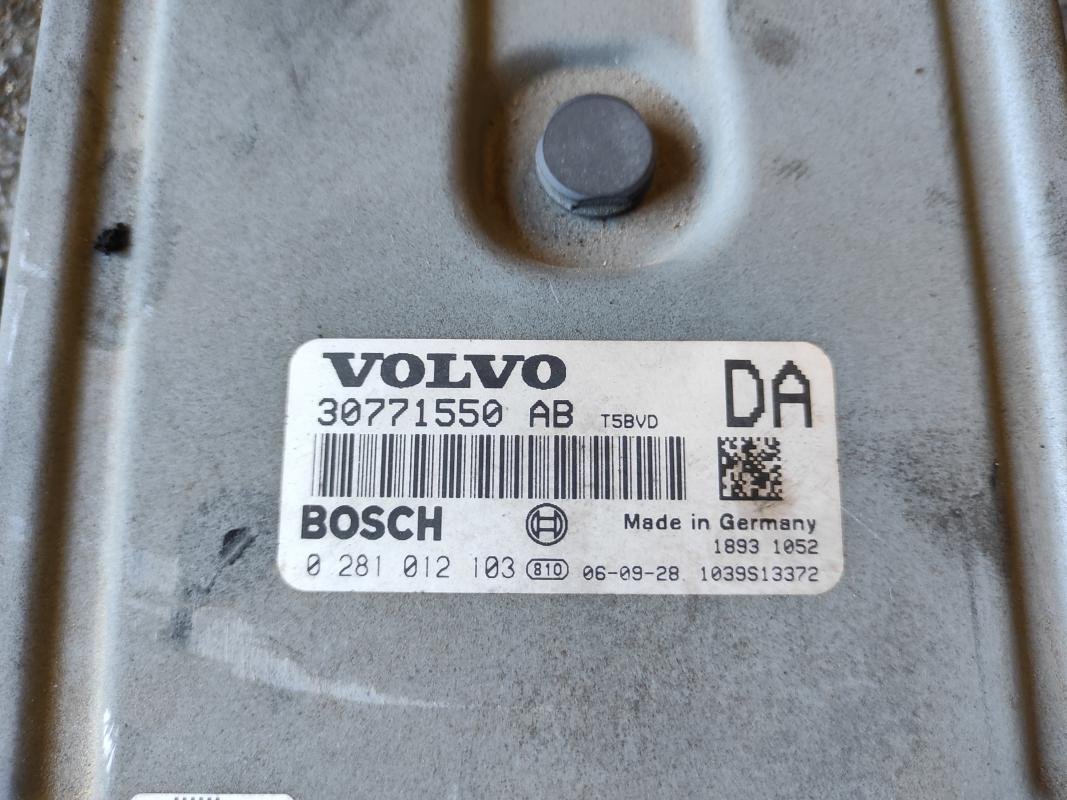 VOLVO
30771550 AB T5BVD
DA
BOSCH
Made in Germany
1893 1052
0 281 012 103 810 06-09-28 1039S13372